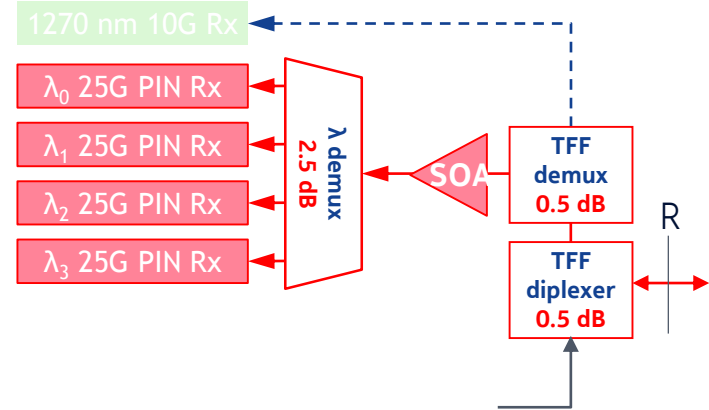 1270 nm 10G Rx
λ0 25G PIN Rx
λ1 25G PIN Rx
λ2 25G PIN Rx
λ3 25G PIN Rx
λ demux
2.5 dB
SOA
TFF
demux
0.5 dB
TFF
diplexer
0.5 dB
R